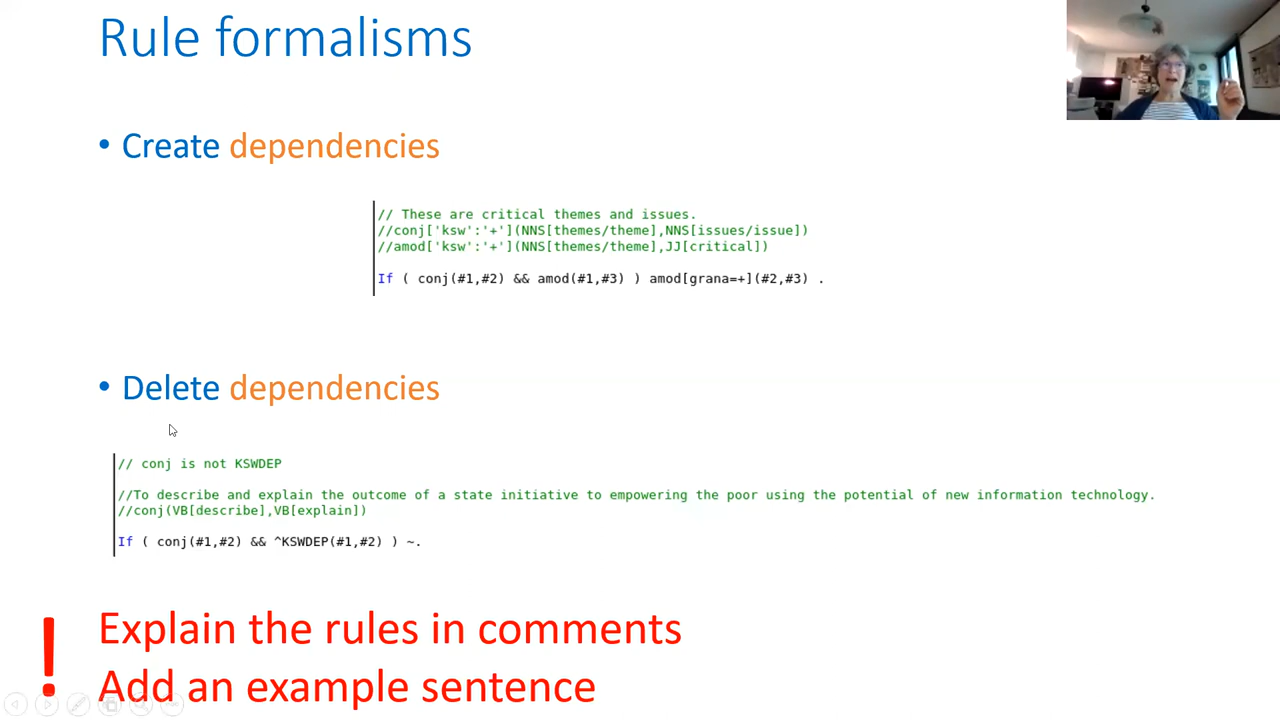 Rule formalisms
• Create dependencies
// These are critical themes and issues.
//conj['ksw':'+'](NNS[themes/theme],NNS[issues/issue])
//amod['ksw':'+'](NNS[themes/theme],JJ[critical])
If ( conj(#1,#2) && amod(#1,#3) ) amod[grana=+](#2,#3) .
• Delete dependencies
// conj is not KSWDEP
//To describe and explain the outcome of a state initiative to empowering the poor using the potential of new information technology.
//conj(VB[describe],VB[explain])
If ( conj(#1,#2) && ^KSWDEP(#1,#2) ) ~.
! Explain the rules in comments
Add an example sentence